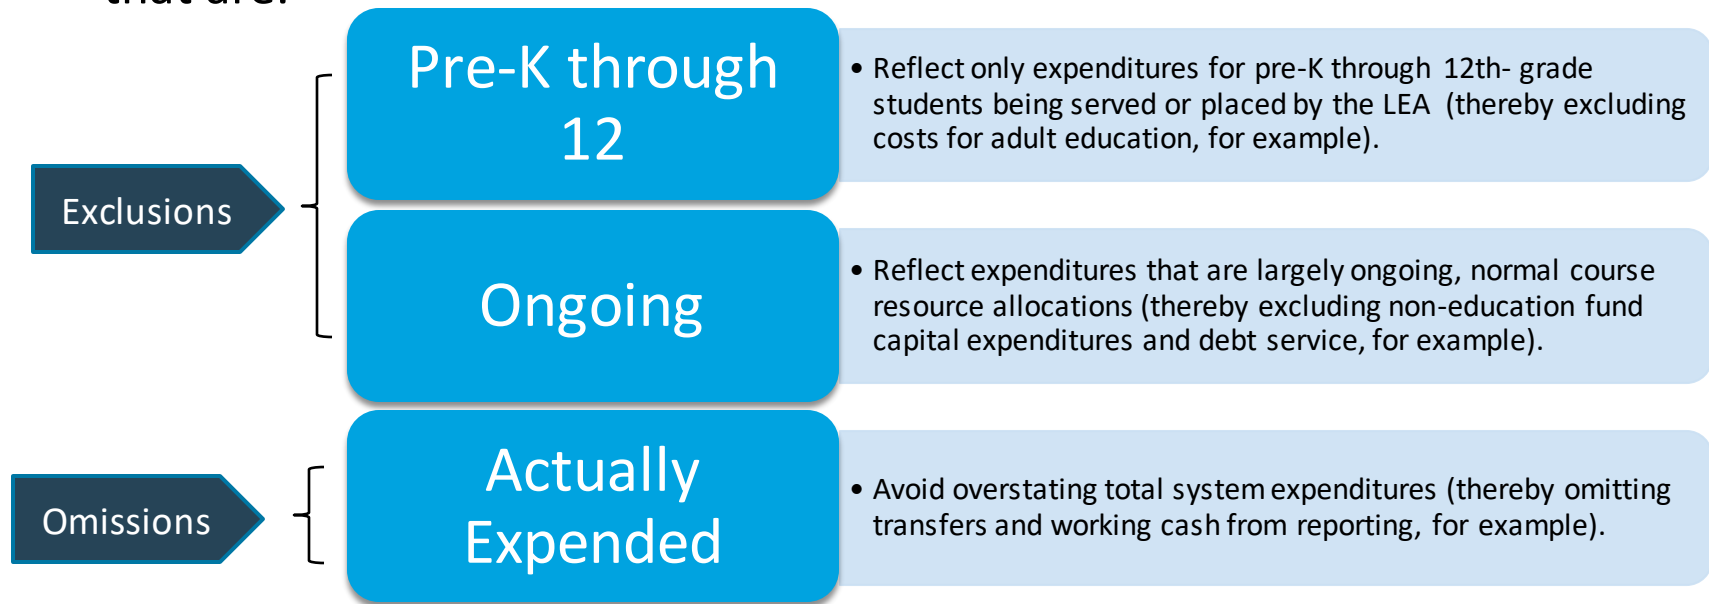 that are:
Pre-K through
12
• Reflect only expenditures for pre-K through 12th- grade
students being served or placed by the LEA (thereby excluding
costs for adult education, for example).
Exclusions
Ongoing
• Reflect expenditures that are largely ongoing, normal course
resource allocations (thereby excluding non-education fund
capital expenditures and debt service, for example).
Actually
Expended
• Avoid overstating total system expenditures (thereby omitting
transfers and working cash from reporting, for example).
Omissions